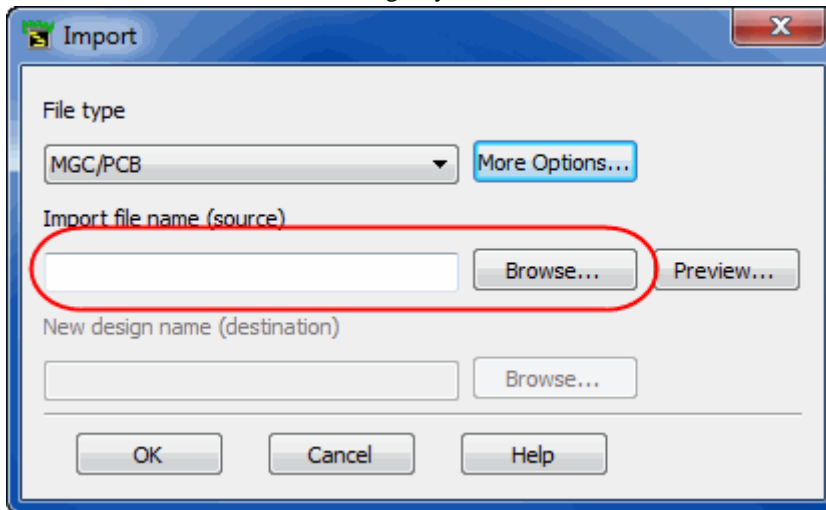 Import
File type
MGC/PCB More Options...
Import file name (source)
Browse... Preview...
New design name (destination)
Browse...
OK Cancel Help